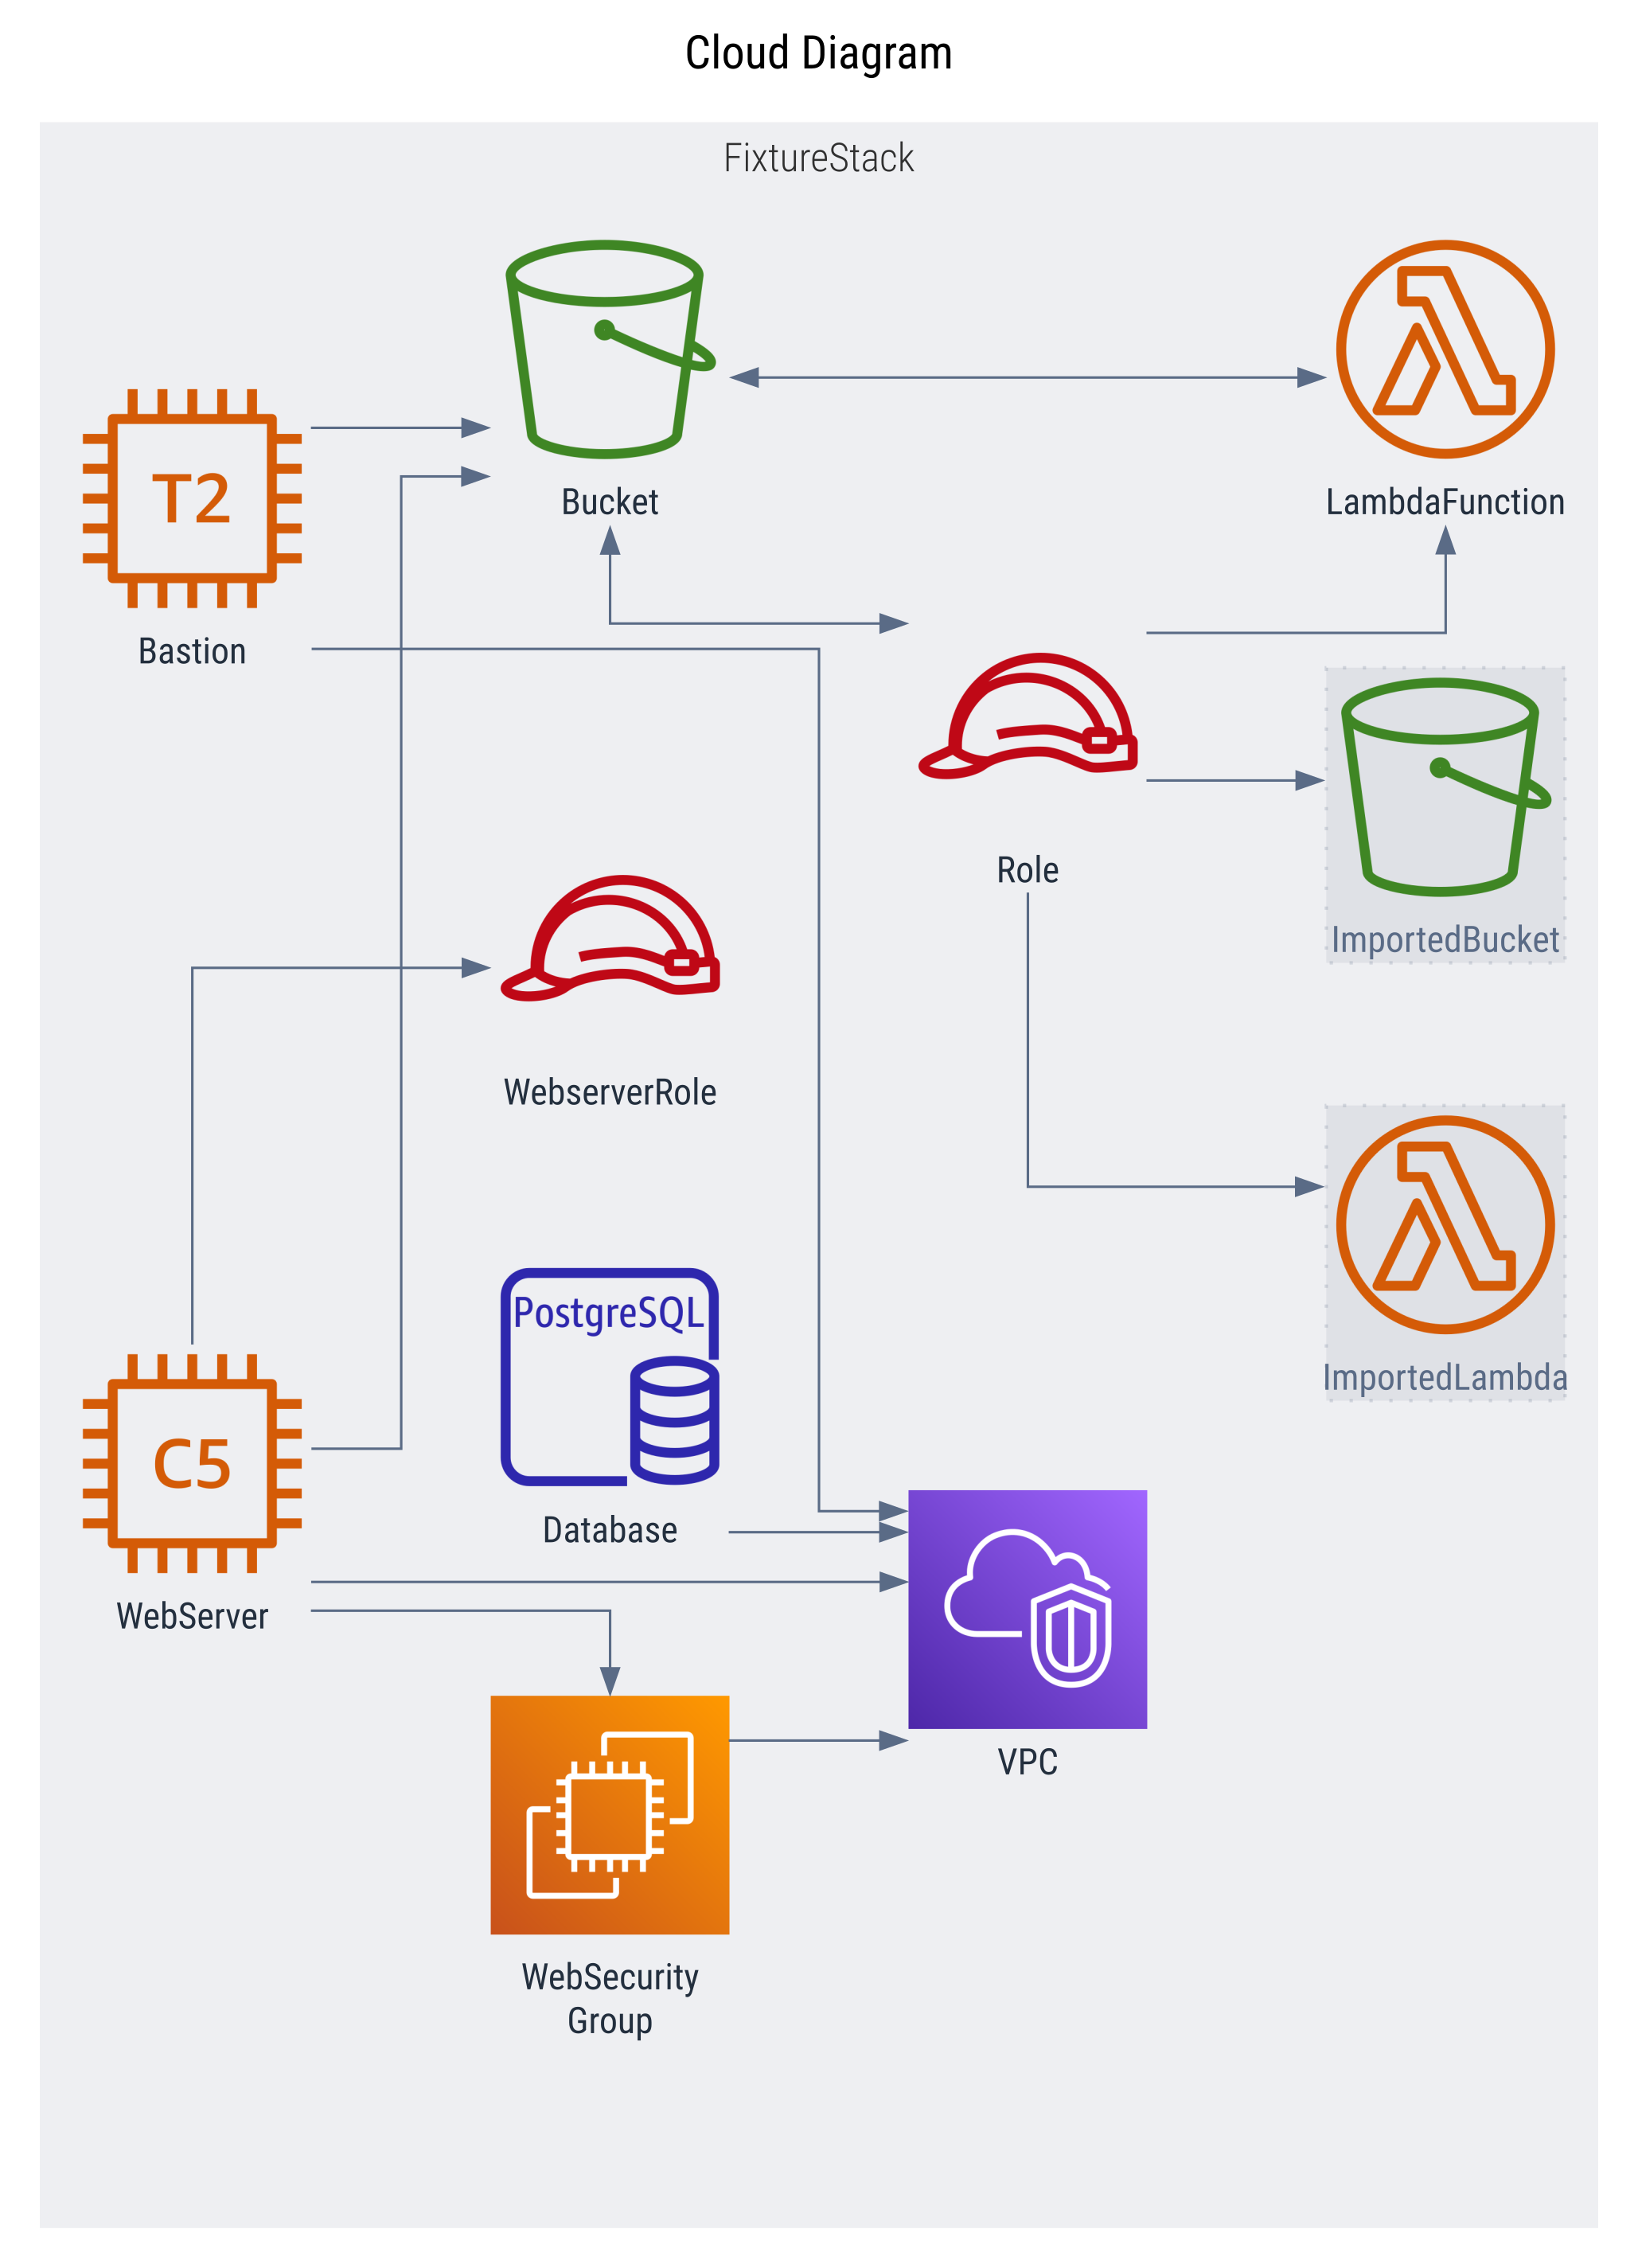 Cloud Diagram
FixtureStack
T2
Bastion
Bucket
LambdaFunction
Role
ImportedBucket
WebserverRole
ImportedLambda
C5
WebServer
PostgreSQL
Database
VPC
WebSecurity
Group